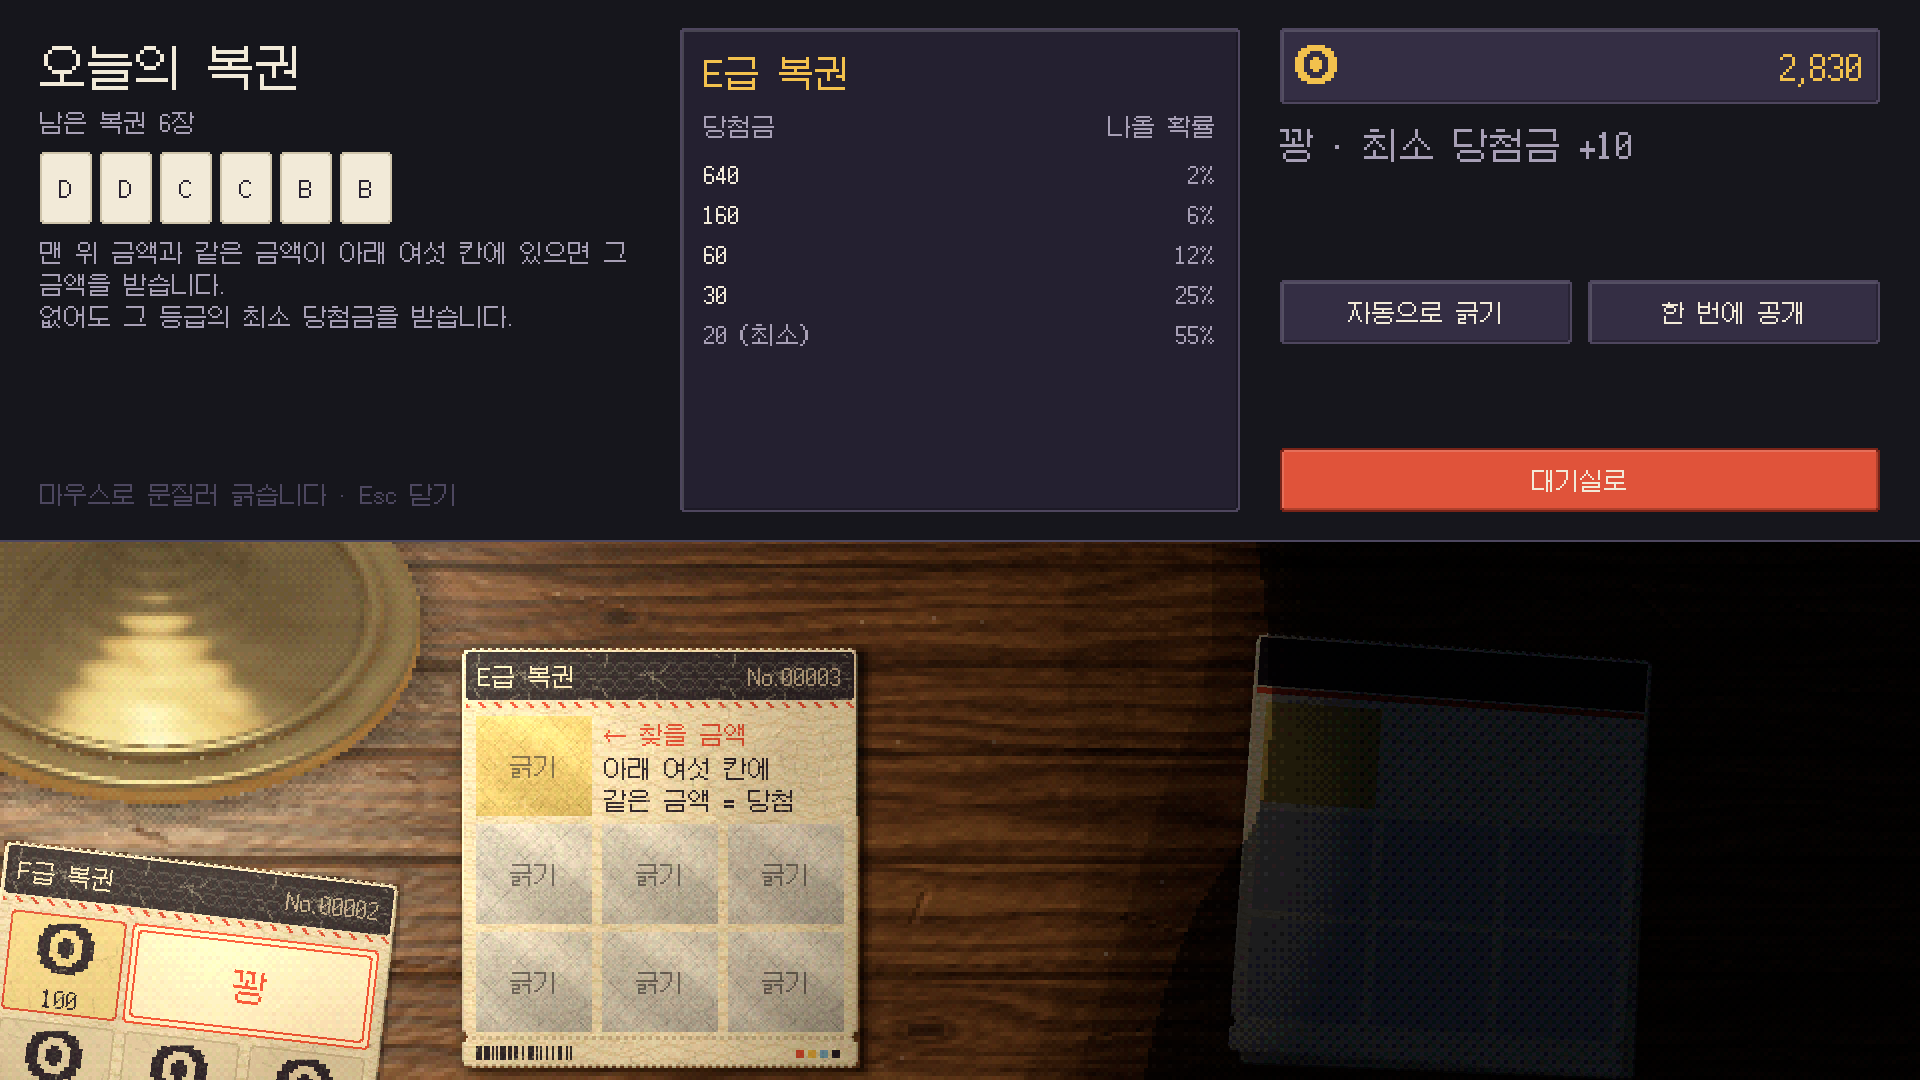 오늘의 복권
남은 복권 6장
D D C C B B
맨 위 금액과 같은 금액이 아래 여섯 칸에 있으면 그
금액을 받습니다.
없어도 그 등급의 최소 당첨금을 받습니다.
마우스로 문질러 긁습니다 · Esc 닫기
E급 복권
당첨금 나올 확률
640 2%
160 6%
60 12%
30 25%
20 (최소) 55%
2,830
꽝 · 최소 당첨금 +10
자동으로 긁기
한 번에 공개
대기실로
E급 복권 No.00003
긁기
← 찾을 금액
아래 여섯 칸에
같은 금액 = 당첨
긁기 긁기 긁기
긁기 긁기 긁기
F급 복권 No.00002
100
꽝